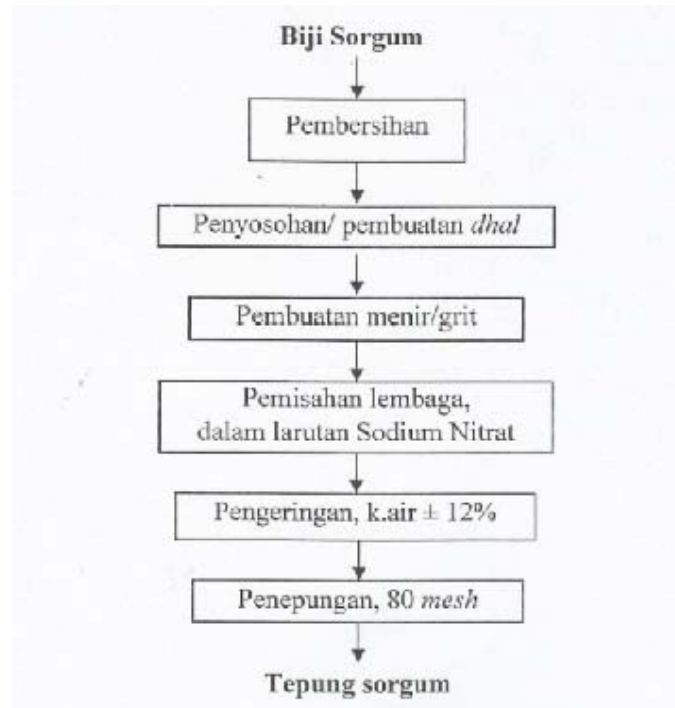 Biji Sorgum
Pembersihan
Penyosohan/ pembuatan dhal
Pembuatan menir/grit
Pemisahan lembaga,
dalam larutan Sodium Nitrat
Pengeringan, k.air ± 12%
Penepungan, 80 mesh
Tepung sorgum